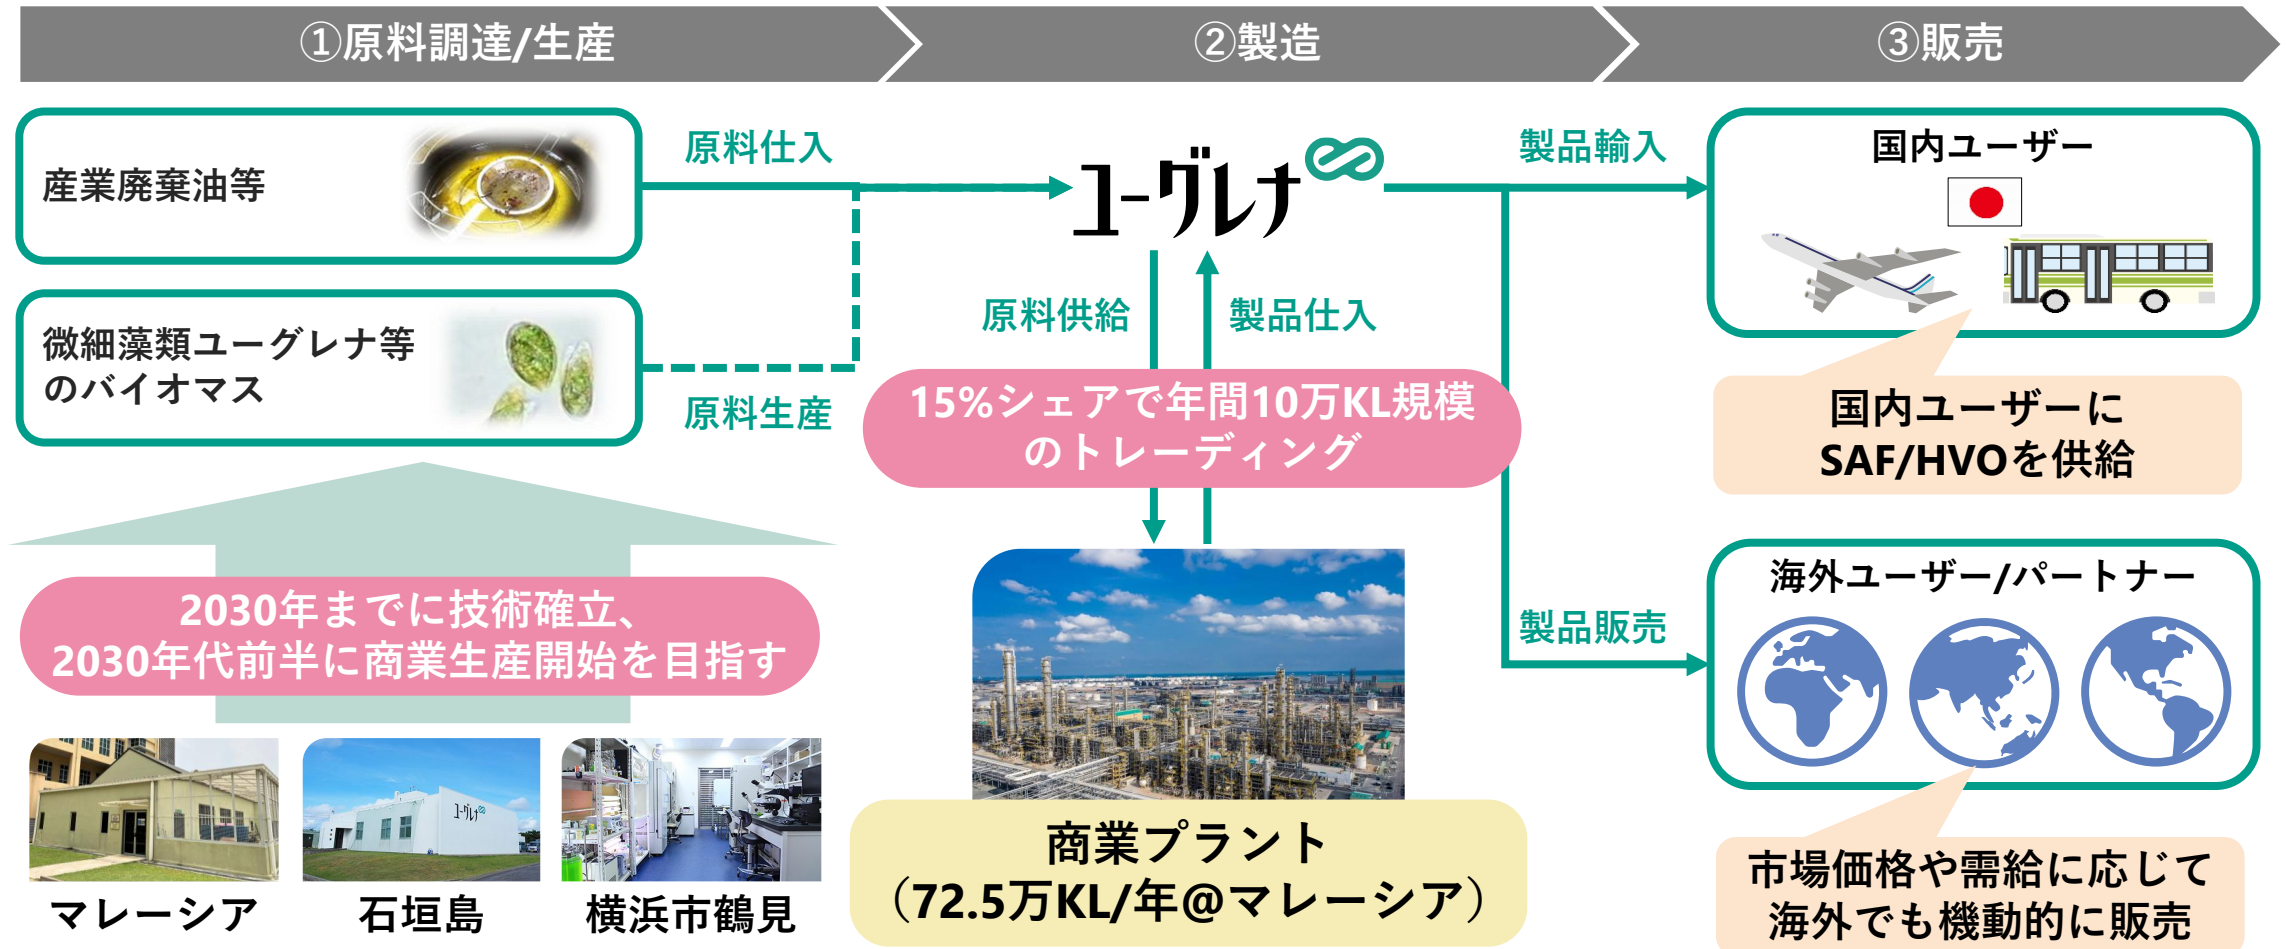 ①原料調達/生産
②製造
③販売
産業廃棄油等
原料仕入
微細藻類ユーグレナ等
のバイオマス
原料生産
2030年までに技術確立、
2030年代前半に商業生産開始を目指す
ユーグレナ
マレーシア
石垣島
横浜市鶴見
ユーグレナ
原料供給
製品仕入
15%シェアで年間10万KL規模
のトレーディング
商業プラント
（72.5万KL/年@マレーシア）
製品輸入
国内ユーザー
国内ユーザーに
SAF/HVOを供給
製品販売
海外ユーザー/パートナー
市場価格や需給に応じて
海外でも機動的に販売